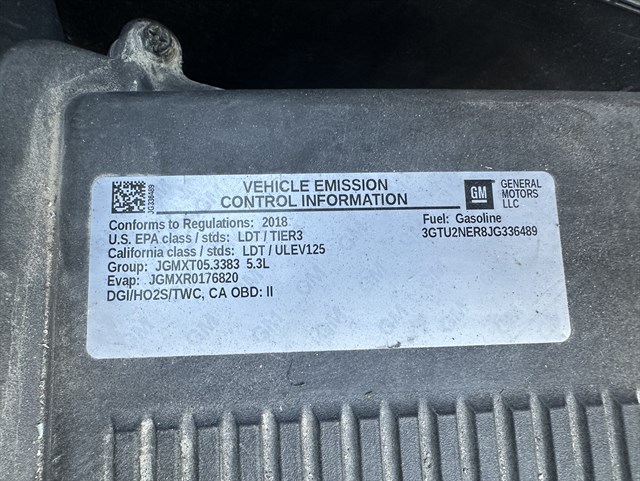 JG336489
VEHICLE EMISSION
CONTROL INFORMATION
GM
GENERAL
MOTORS
LLC
Conforms to Regulations: 2018
Fuel: Gasoline
U.S. EPA class / stds: LDT / TIER3
3GTU2NER8JG336489
California class / stds: LDT / ULEV125
Group: JGMXT05.3383 5.3L
Evap: JGMXR0176820
DGI/HO2S/TWC, CA OBD: II